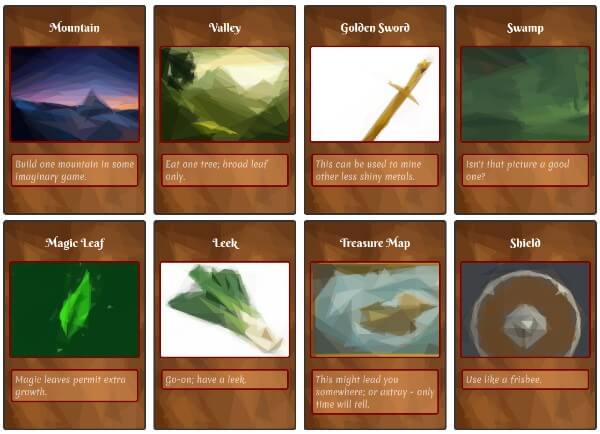 Mountain
Build one mountain in some
imaginary game.
Valley
Eat one tree; broad leaf
only.
Golden Sword
This can be used to mine
other less shiny metals.
Swamp
Isn't that picture a good
one?
Magic Leaf
Magic leaves permit extra
growth.
Leek
Go-on; have a leek.
Treasure Map
This might lead you
somewhere; or astray – only
time will tell.
Shield
Use like a frisbee.